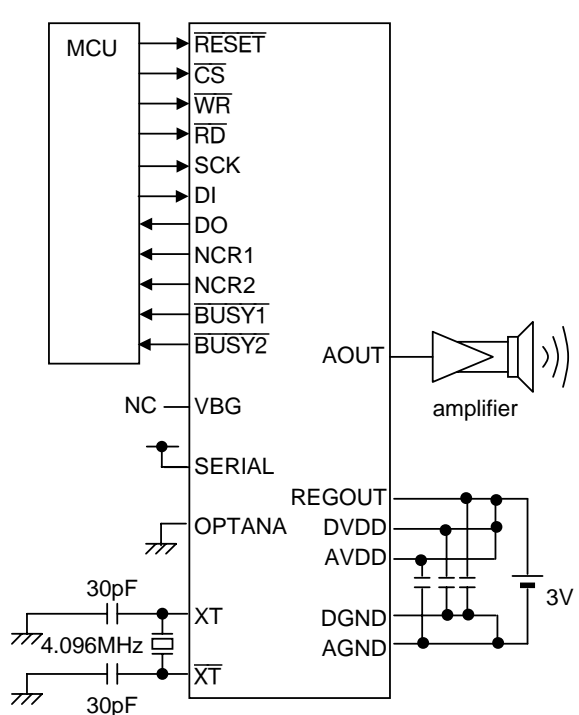 MCU
RESET
CS
WR
RD
SCK
DI
DO
NCR1
NCR2
BUSY1
BUSY2
AOUT
amplifier
NC
VBG
SERIAL
OPTANA
REGOUT
DVDD
AVDD
DGND
AGND
3V
30pF
XT
4.096MHz
XT
30pF